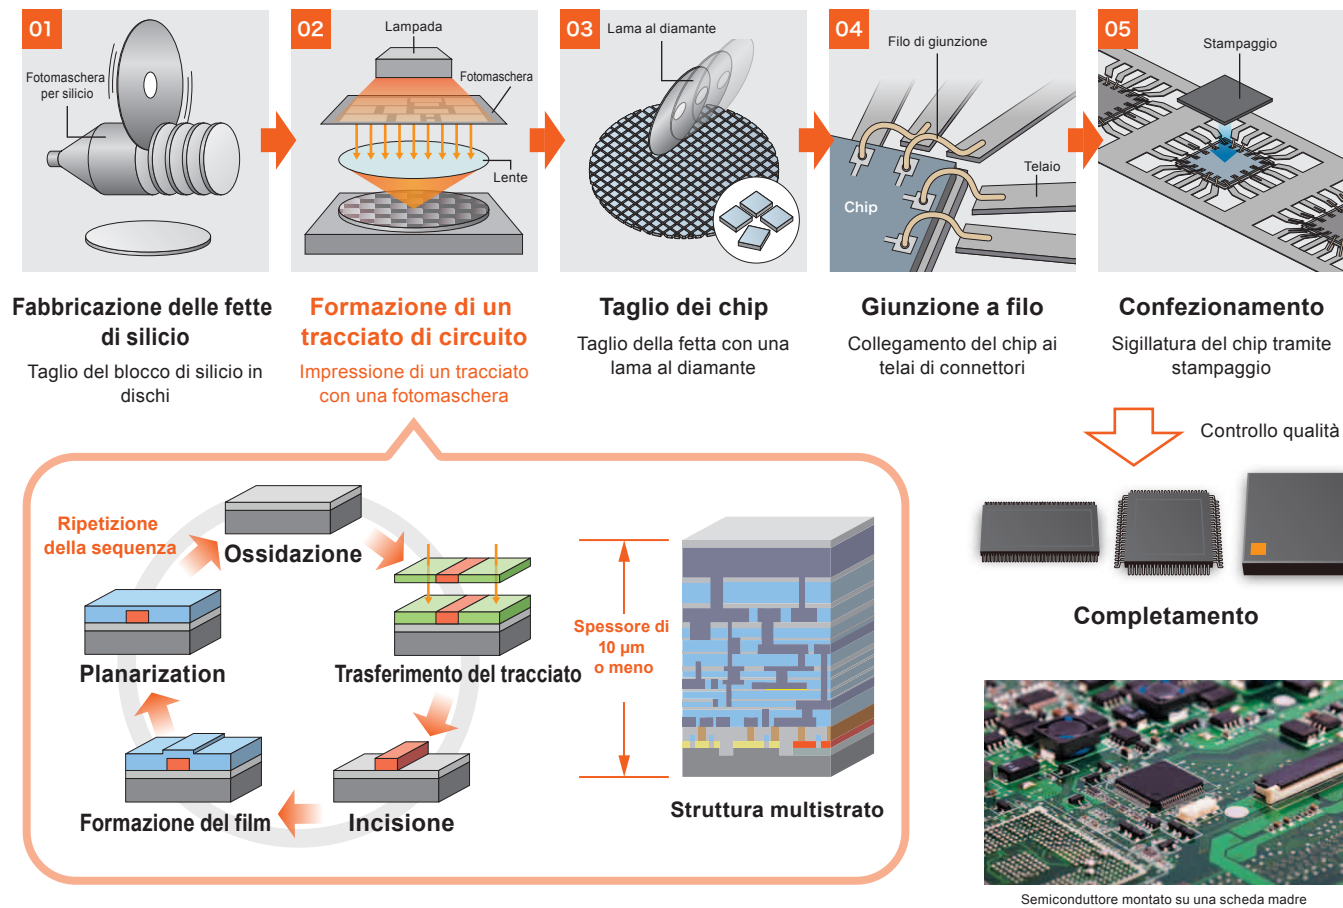 01
Fotomaschera
per silicio
Fabbricazione delle fette
di silicio
Taglio del blocco di silicio in
dischi
02
Lampada
Fotomaschera
Lente
Formazione di un
tracciato di circuito
Impressione di un tracciato
con una fotomaschera
03
Lama al diamante
Taglio dei chip
Taglio della fetta con una
lama al diamante
04
Filo di giunzione
Telaio
Chip
Giunzione a filo
Collegamento del chip ai
telai di connettori
05
Stampaggio
Confezionamento
Sigillatura del chip tramite
stampaggio
Controllo qualità
Completamento
Ripetizione
della sequenza
Ossidazione
Trasferimento del tracciato
Incisione
Formazione del film
Planarization
Spessore di
10 µm
o meno
Struttura multistrato
Semiconduttore montato su una scheda madre